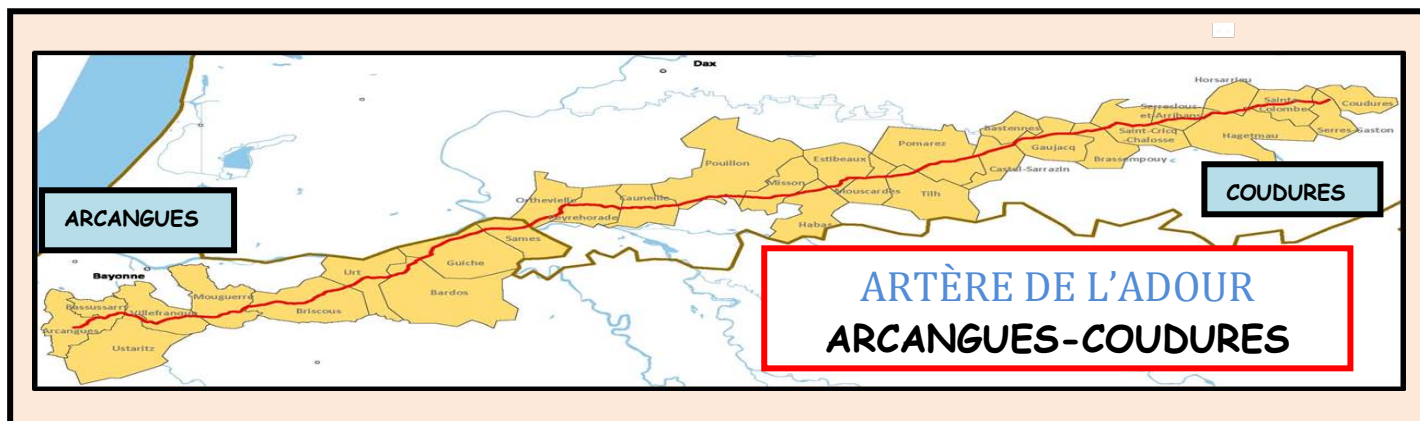 Dax
Horsarrieu
Sainte
Colombe
Coudures
Serreslous
et-Arribans
Serres-Gaston
Hagetmau
Saint-Cricq
-Chalosse
Brassempouy
Bastennes
Gaujacq
Castel-Sarrazin
Pomarez
Estibeaux
Pouillon
Misson
Mouscardès
Tilh
Habas
Orthevielle
Cauneille
Peyrehorade
Sames
Guiche
Bardos
Urt
Briscous
Mouguerre
Bayonne
Villefranque
Bassussarry
Arcangues
Ustaritz
ARCANGUES
COUDURES
ARTÈRE DE L’ADOUR
ARCANGUES-COUDURES